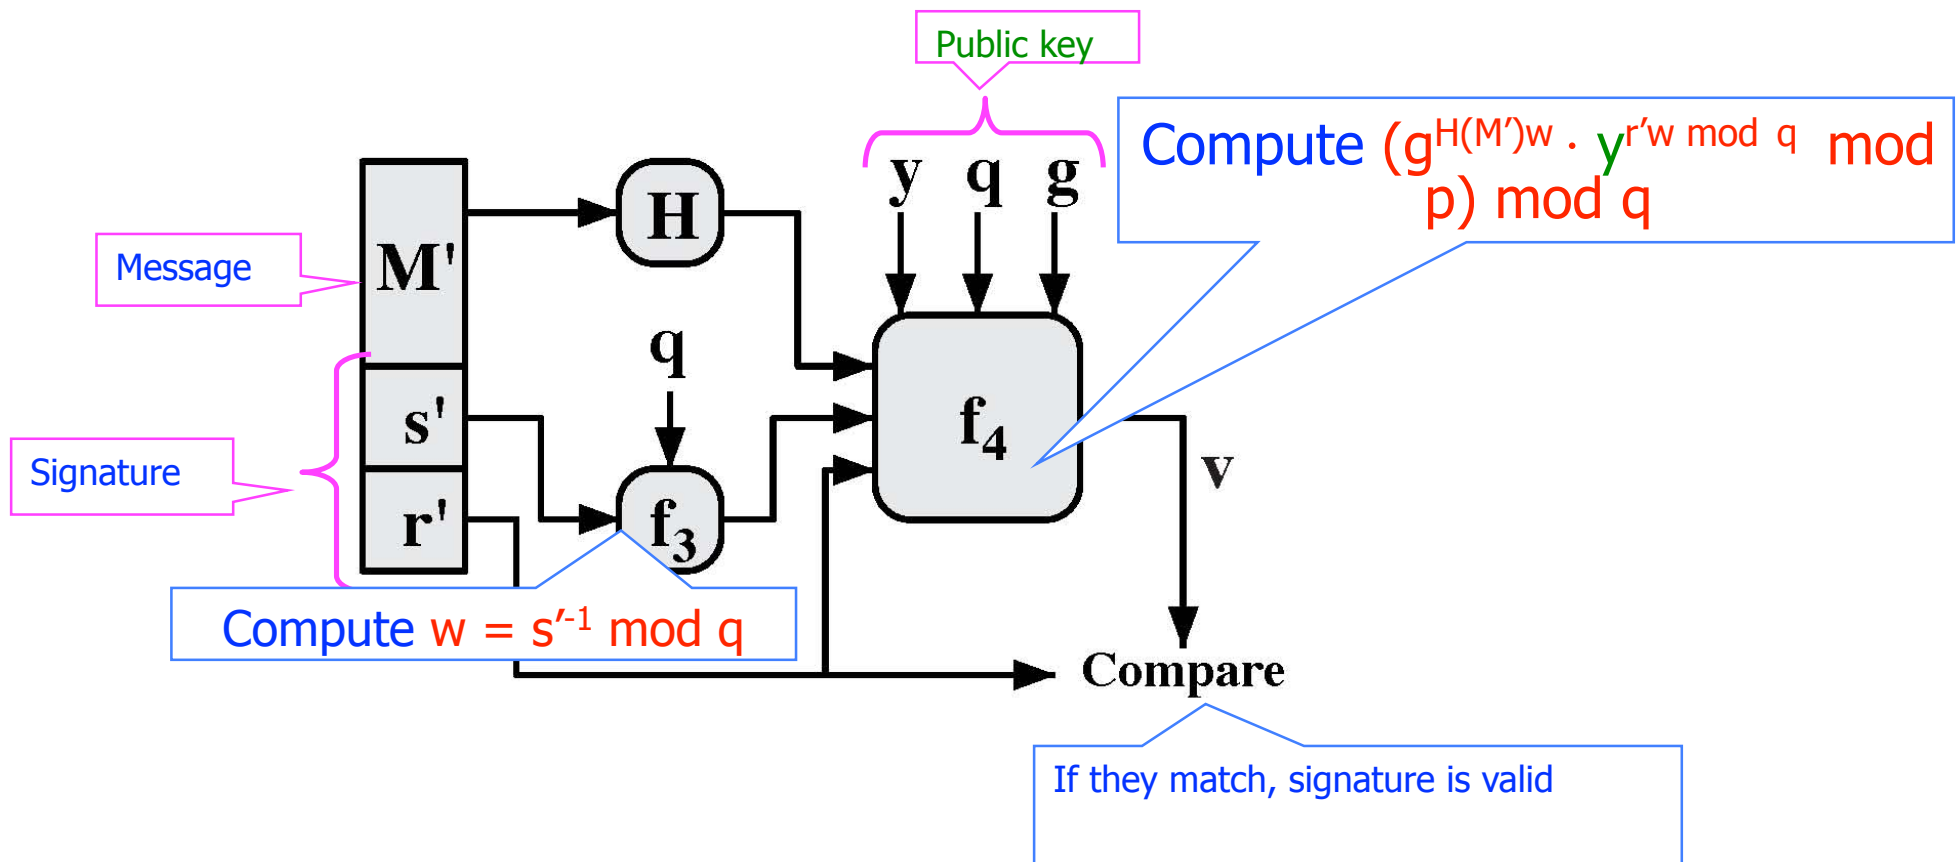 Public key
Compute (g^{H(M′)w} · y^{r′w mod q} mod
p) mod q
y q g
H
M'
Message
q
s'
f₄
Signature
v
r'
f₃
Compute w = s′⁻¹ mod q
Compare
If they match, signature is valid